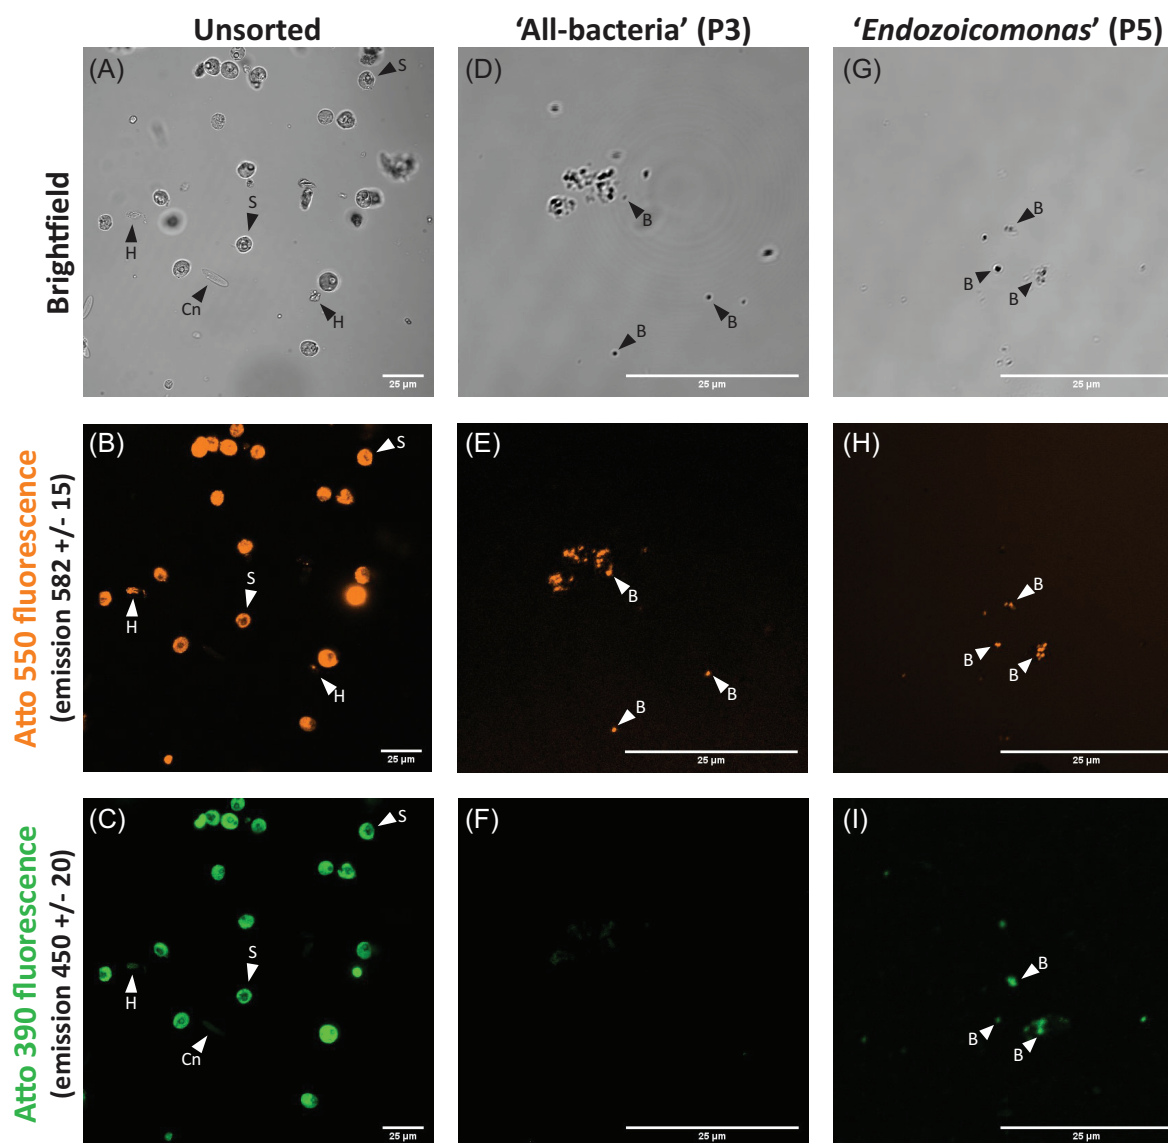 Unsorted
‘All-bacteria’ (P3)
‘Endozoicomonas’ (P5)
Brightfield
(A)
S
S
H
Cn
H
25 µm
(D)
B
B
B
25 µm
(G)
B
B
B
25 µm
Atto 550 fluorescence
(emission 582 +/- 15)
(B)
S
S
H
H
25 µm
(E)
B
B
B
25 µm
(H)
B
B
B
25 µm
Atto 390 fluorescence
(emission 450 +/- 20)
(C)
S
S
H
Cn
25 µm
(F)
25 µm
(I)
B
B
B
25 µm